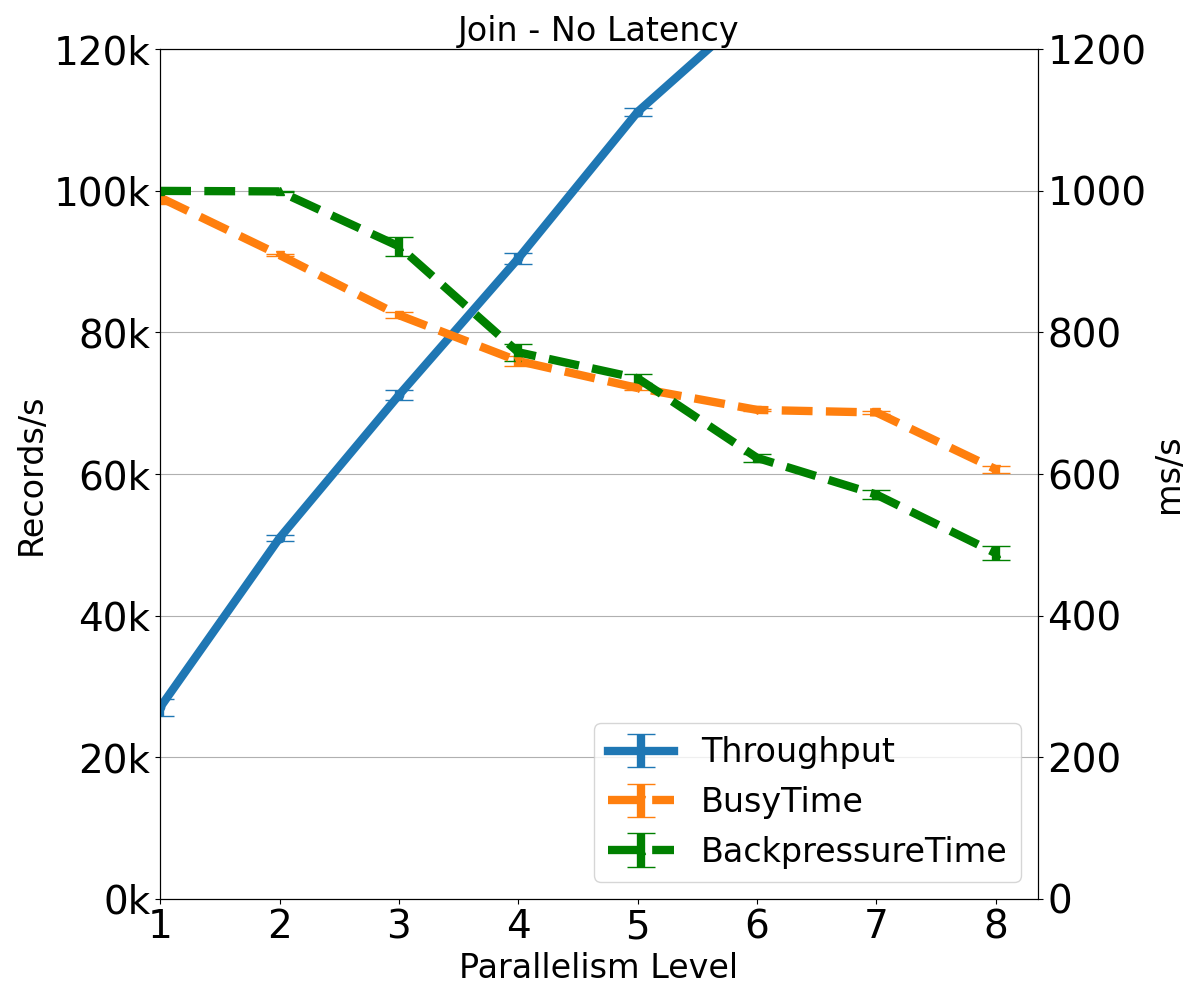 Join - No Latency
120k
100k
80k
60k
40k
20k
0k
Records/s
1200
1000
800
600
400
200
0
ms/s
1 2 3 4 5 6 7 8
Parallelism Level
Throughput
BusyTime
BackpressureTime